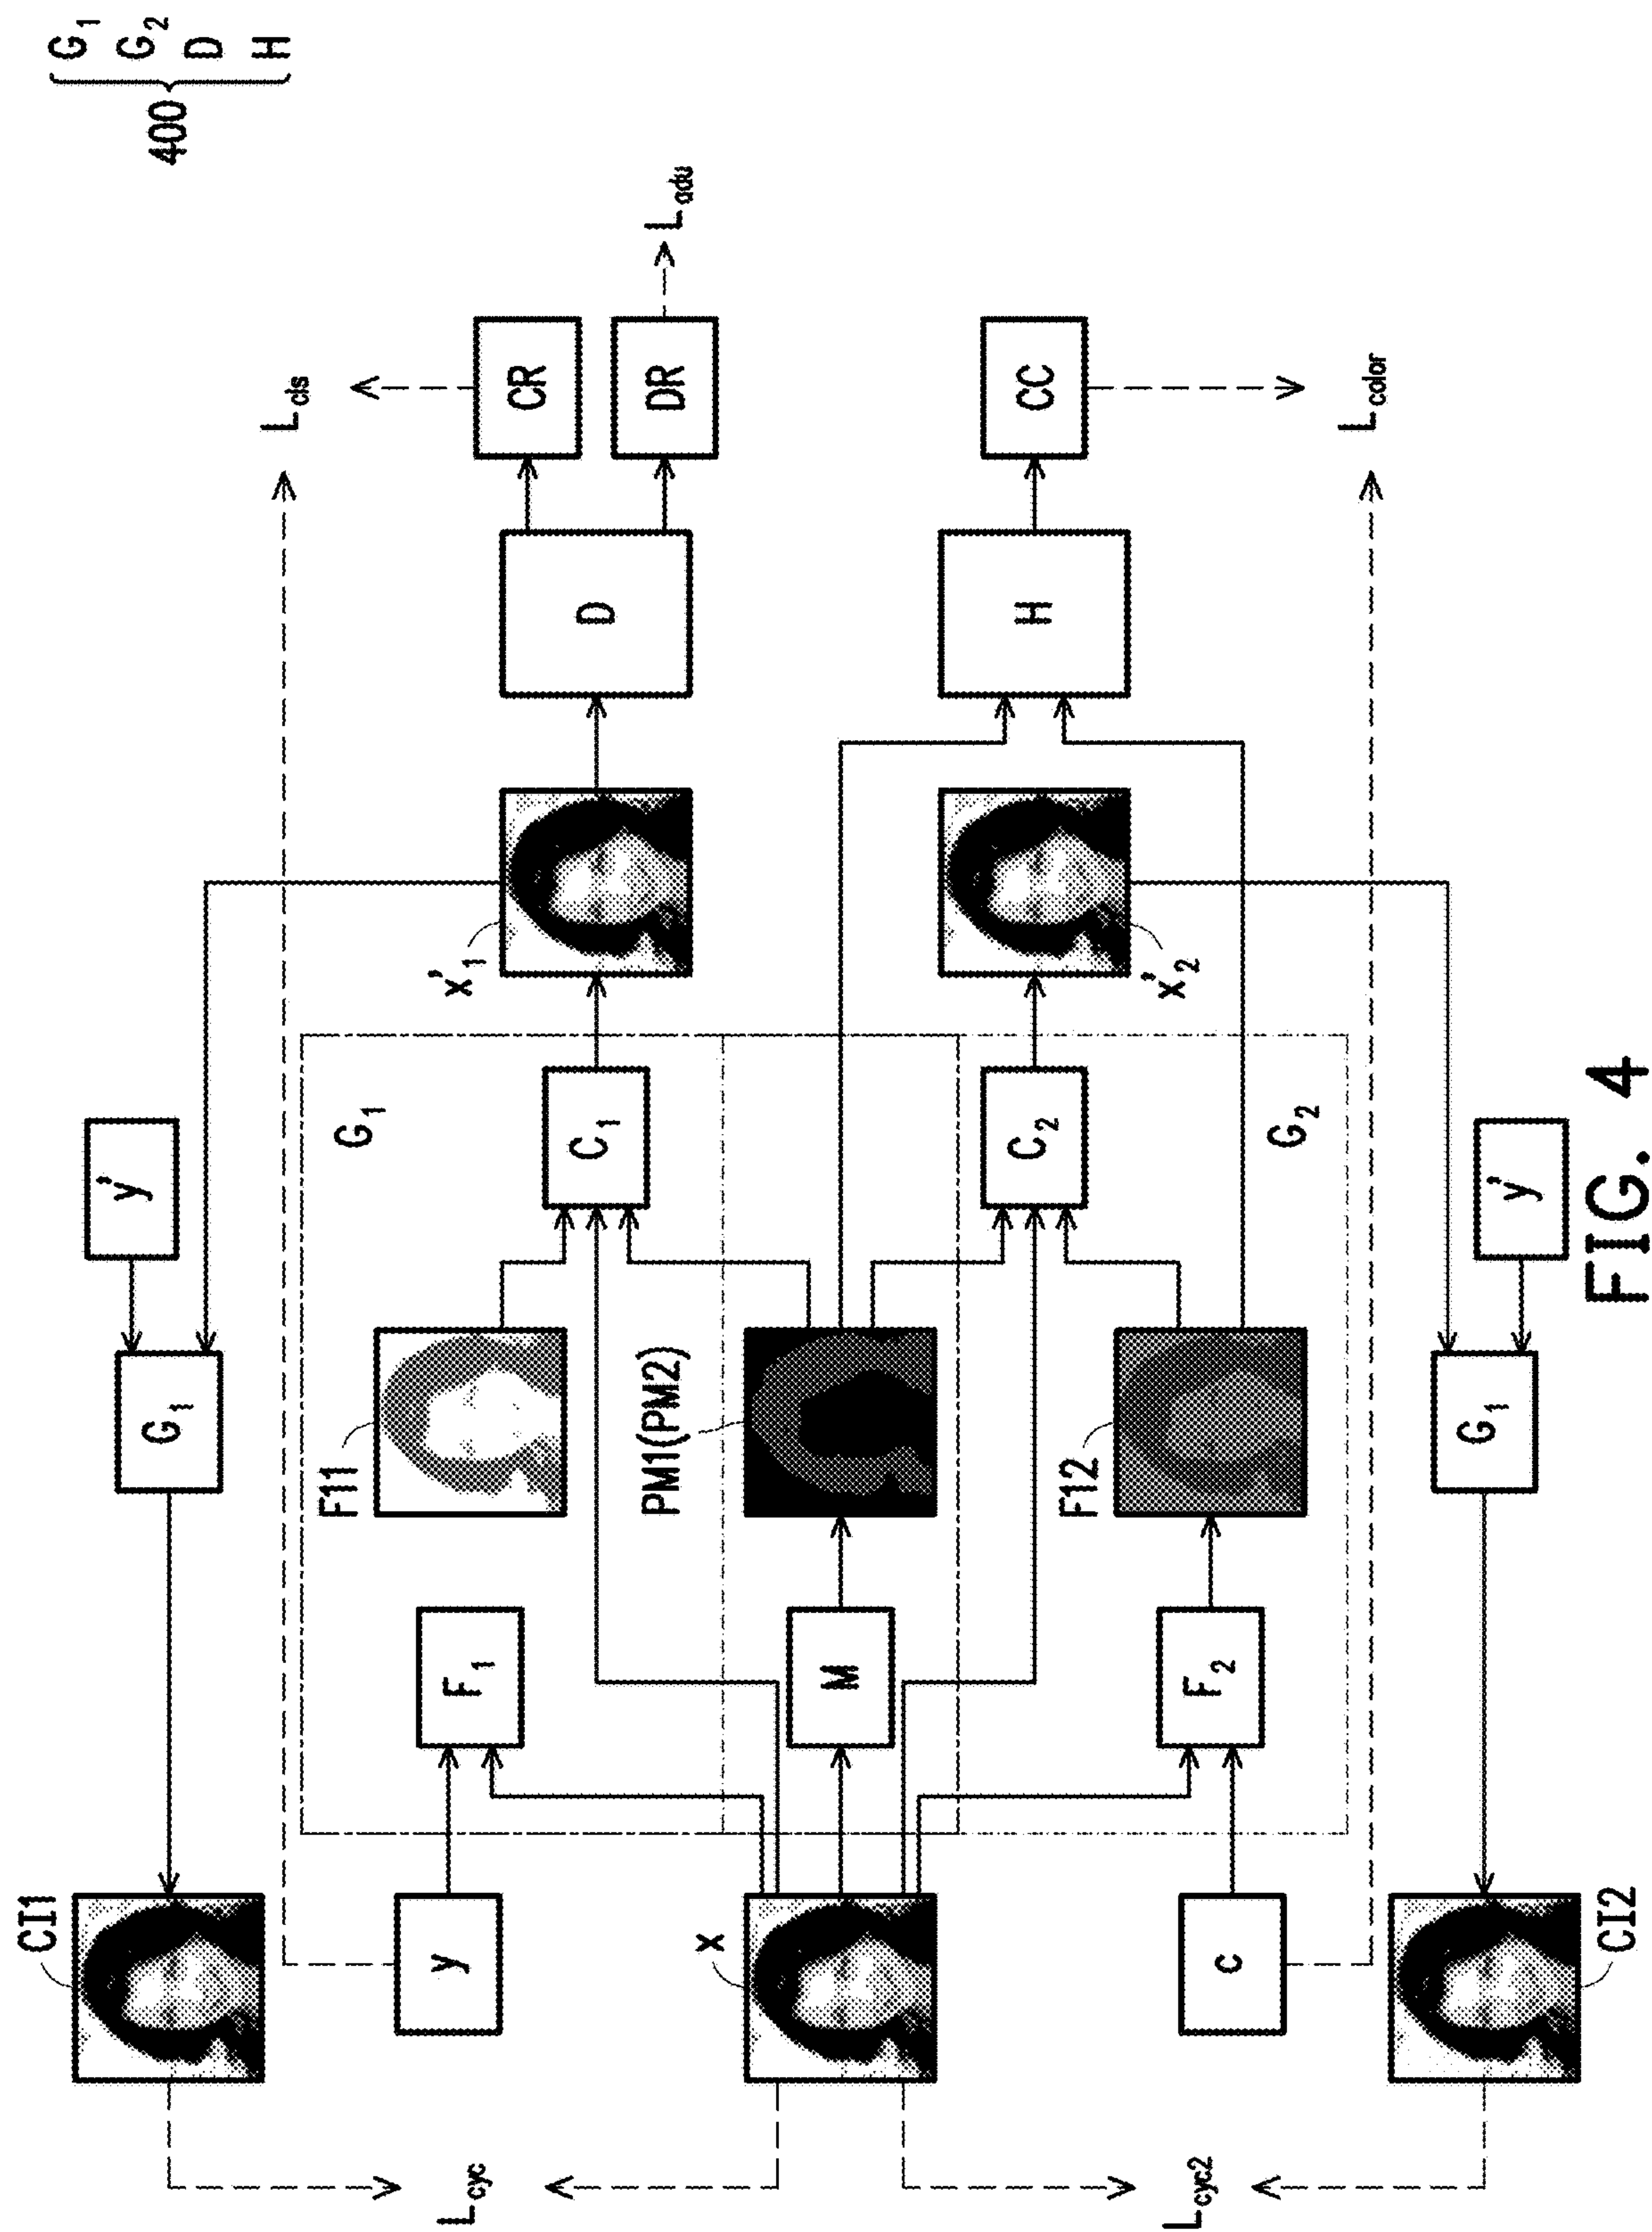 400 { G1
G2
D
H
CI1
G1
y'
Lcyc
y
Lcls
F1
F11
G1
C1
x'1
D
CR
DR
Ladu
x
M
PM1(PM2)
C2
x'2
H
CC
c
F2
F12
G2
Lcolor
Lcyc2
CI2
G1
y'
FIG. 4